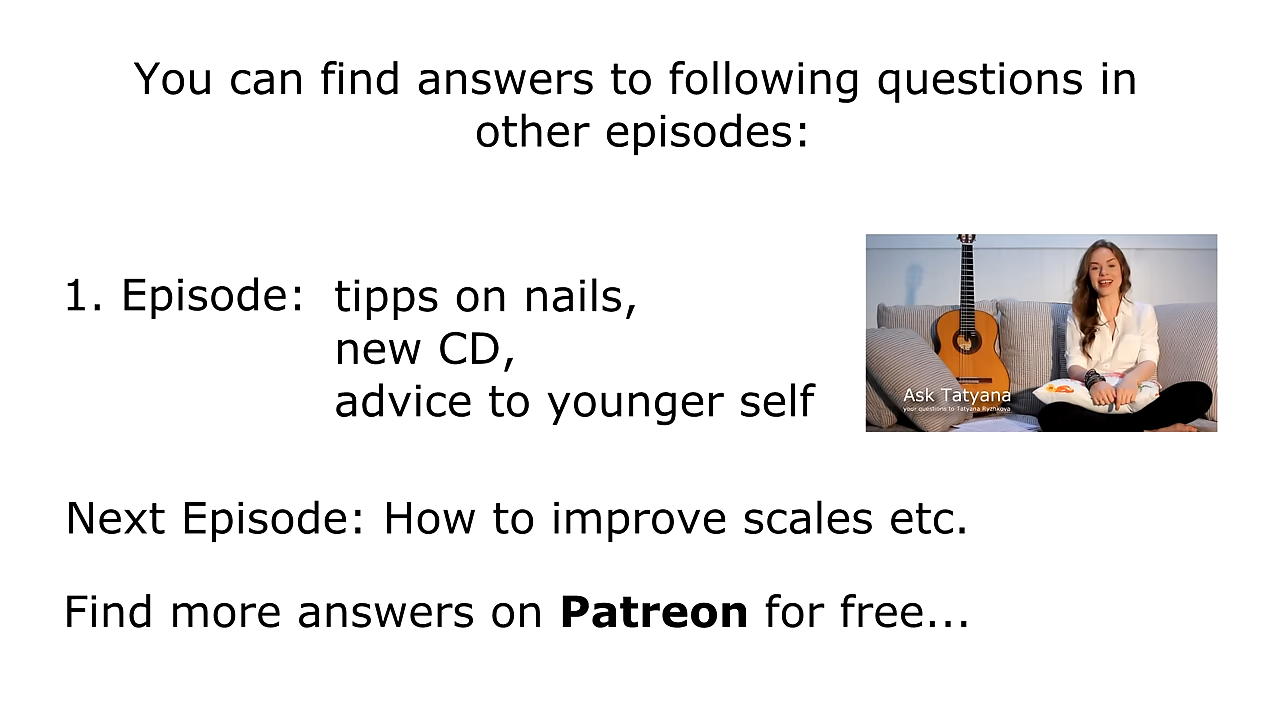 You can find answers to following questions in
other episodes:
1. Episode: tipps on nails,
new CD,
advice to younger self
Ask Tatyana
your questions to Tatyana Ryzhkova
Next Episode: How to improve scales etc.
Find more answers on Patreon for free...